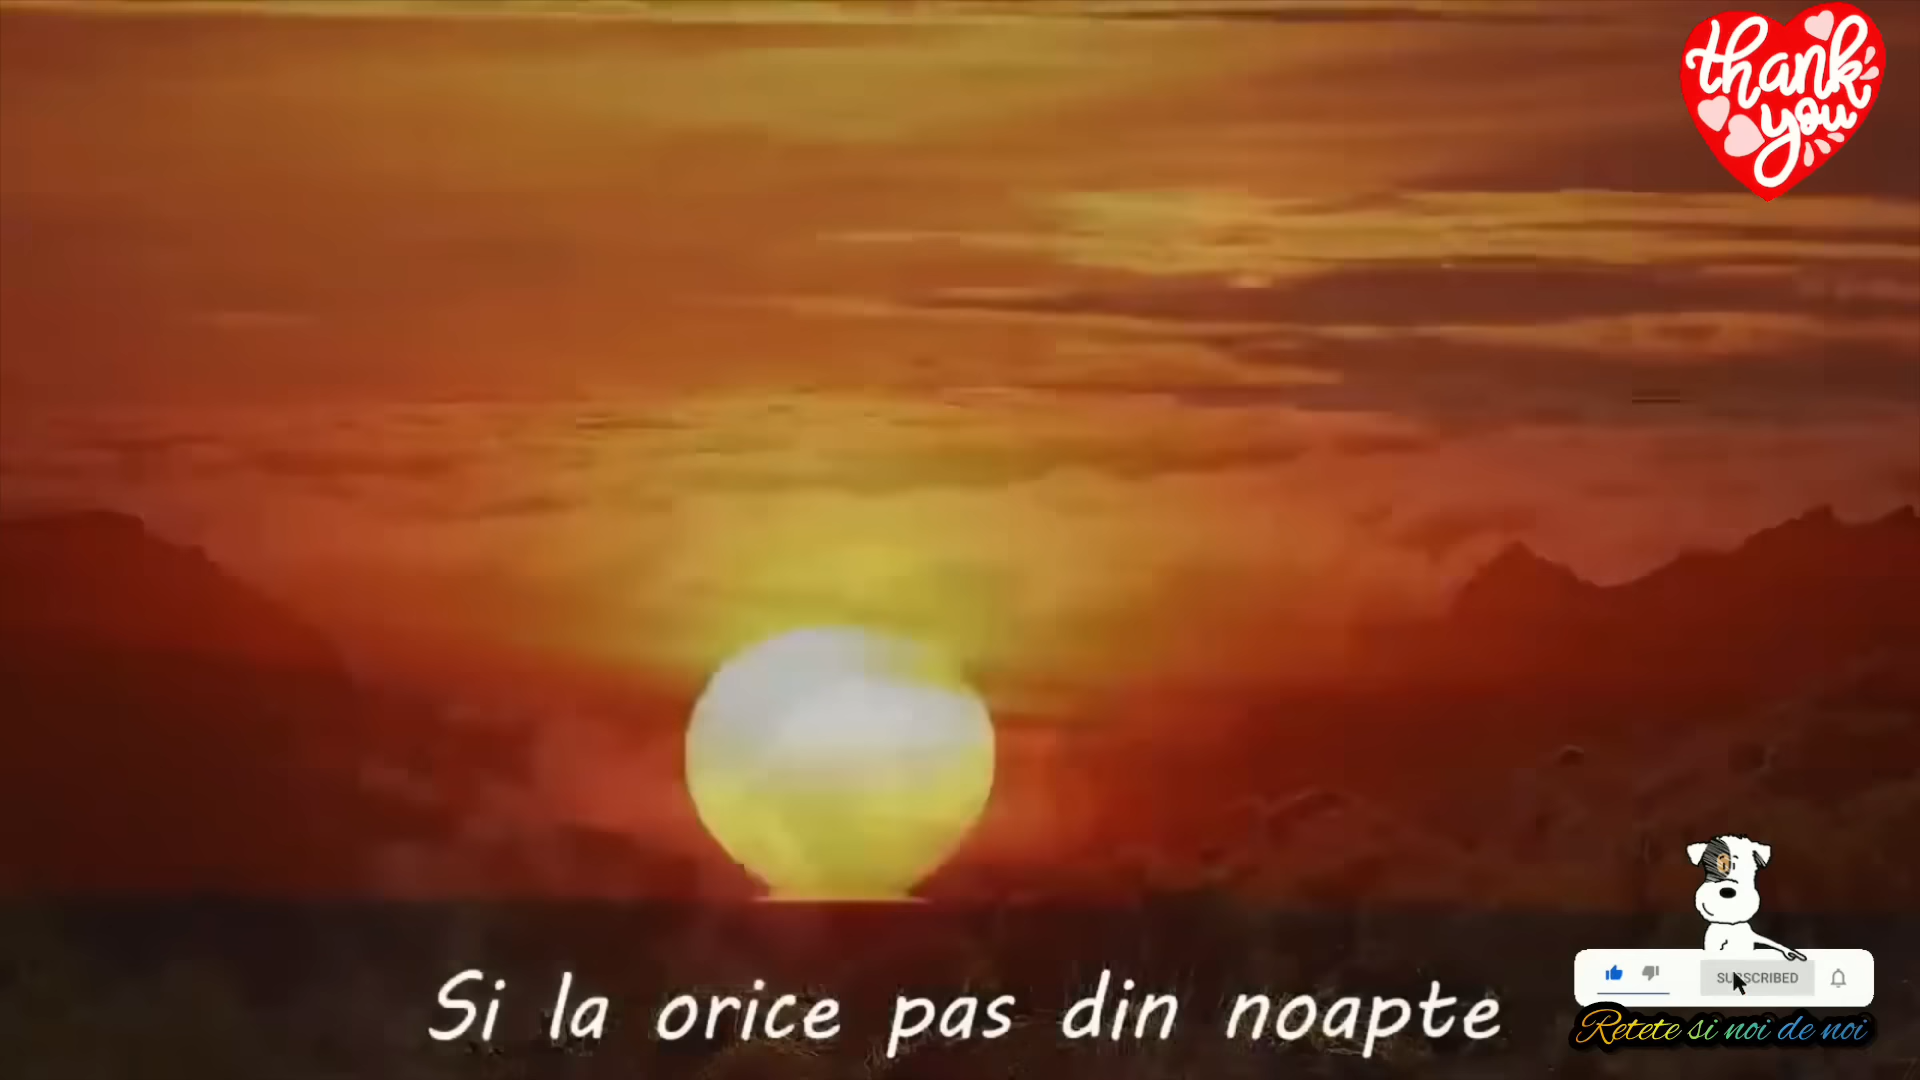 thank
you
Si la orice pas din noapte
SUBSCRIBED
Retete si noi de noi